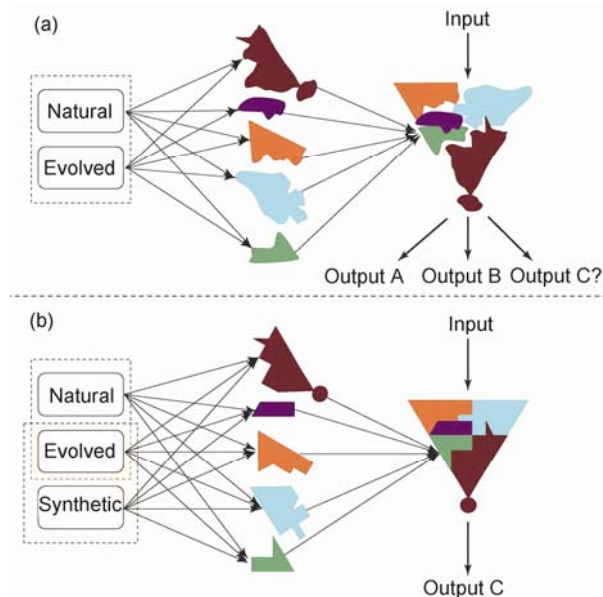 (a)
Input
Natural
Evolved
Output A Output B Output C?
(b)
Input
Natural
Evolved
Synthetic
Output C